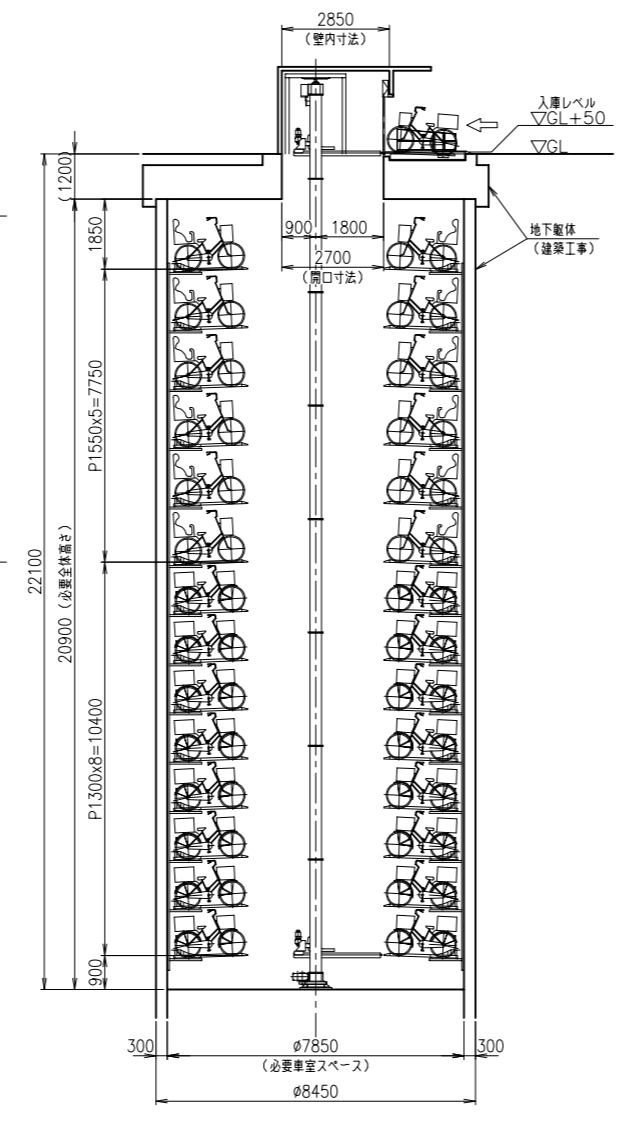 2850
(壁内寸法)
入庫レベル
▽GL+50
▽GL
(1200)
1850
900 1800
2700
(開口寸法)
地下躯体
(建築工事)
P1550x5=7750
22100
20900 (必要全体高さ)
P1300x8=10400
900
300 ø7850 300
(必要車室スペース)
ø8450